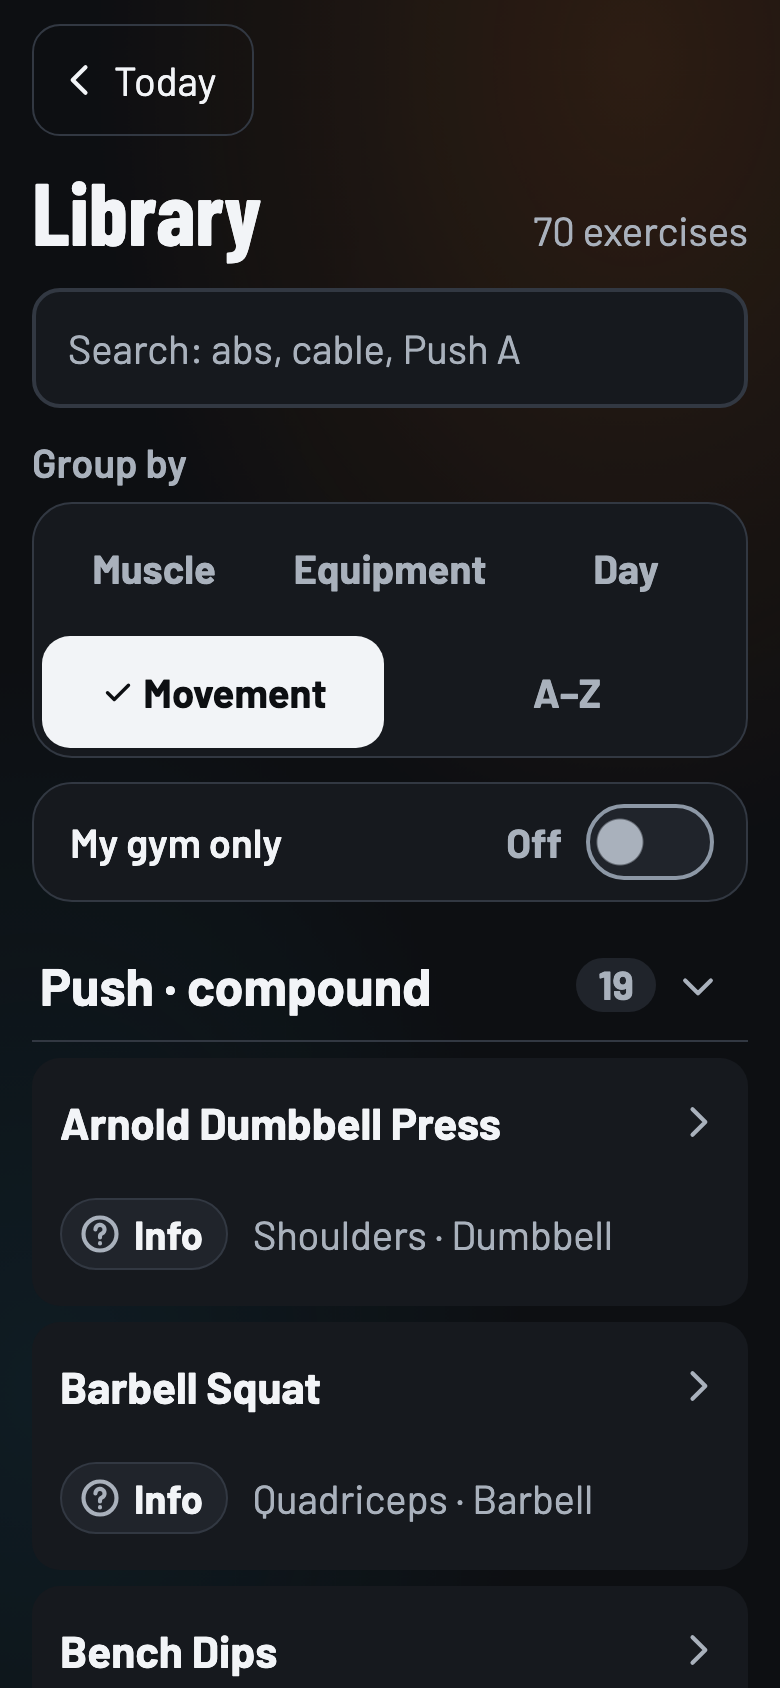 Today
Library
70 exercises
Search: abs, cable, Push A
Group by
Muscle Equipment Day
Movement A–Z
My gym only Off
Push · compound 19
Arnold Dumbbell Press
Info Shoulders · Dumbbell
Barbell Squat
Info Quadriceps · Barbell
Bench Dips